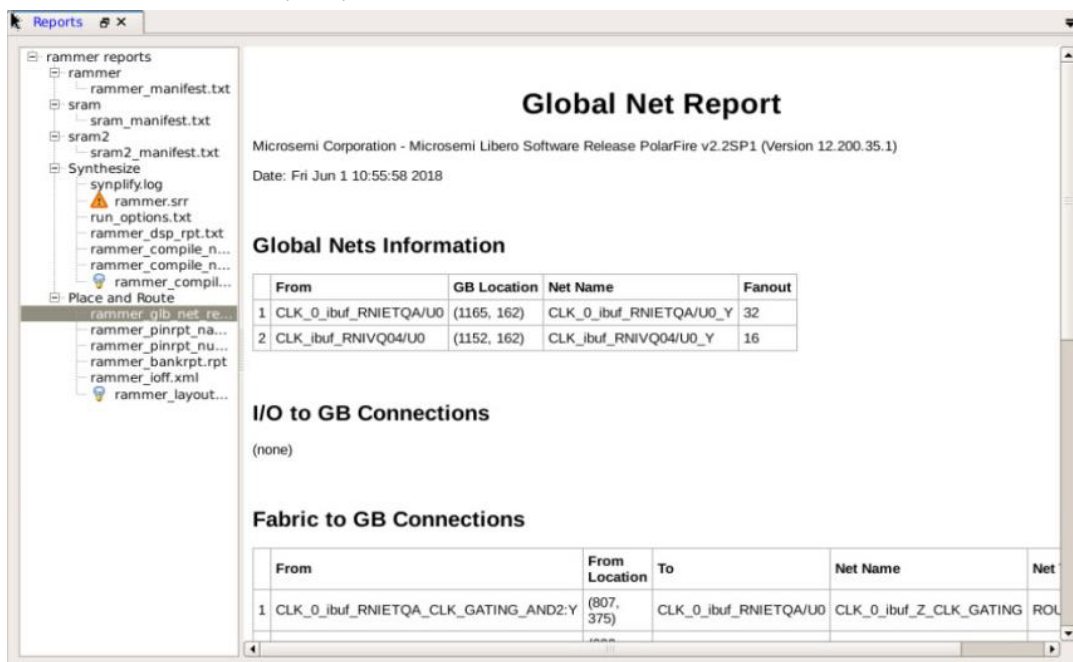 Reports
rammer reports
rammer
rammer_manifest.txt
sram
sram_manifest.txt
sram2
sram2_manifest.txt
Synthesize
synplify.log
rammer.srr
run_options.txt
rammer_dsp_rpt.txt
rammer_compile_n...
rammer_compile_n...
rammer_compil...
Place and Route
rammer_glb_net_re...
rammer_pinrpt_na...
rammer_pinrpt_nu...
rammer_bankrpt.rpt
rammer_ioff.xml
rammer_layout...
Global Net Report
Microsemi Corporation - Microsemi Libero Software Release PolarFire v2.2SP1 (Version 12.200.35.1)
Date: Fri Jun 1 10:55:58 2018
Global Nets Information
From GB Location Net Name Fanout
1 CLK_0_ibuf_RNIETQA/U0 (1165, 162) CLK_0_ibuf_RNIETQA/U0_Y 32
2 CLK_ibuf_RNIVQ04/U0 (1152, 162) CLK_ibuf_RNIVQ04/U0_Y 16
I/O to GB Connections
(none)
Fabric to GB Connections
From From Location To Net Name Net
1 CLK_0_ibuf_RNIETQA_CLK_GATING_AND2:Y (807, 375) CLK_0_ibuf_RNIETQA/U0 CLK_0_ibuf_Z_CLK_GATING ROU